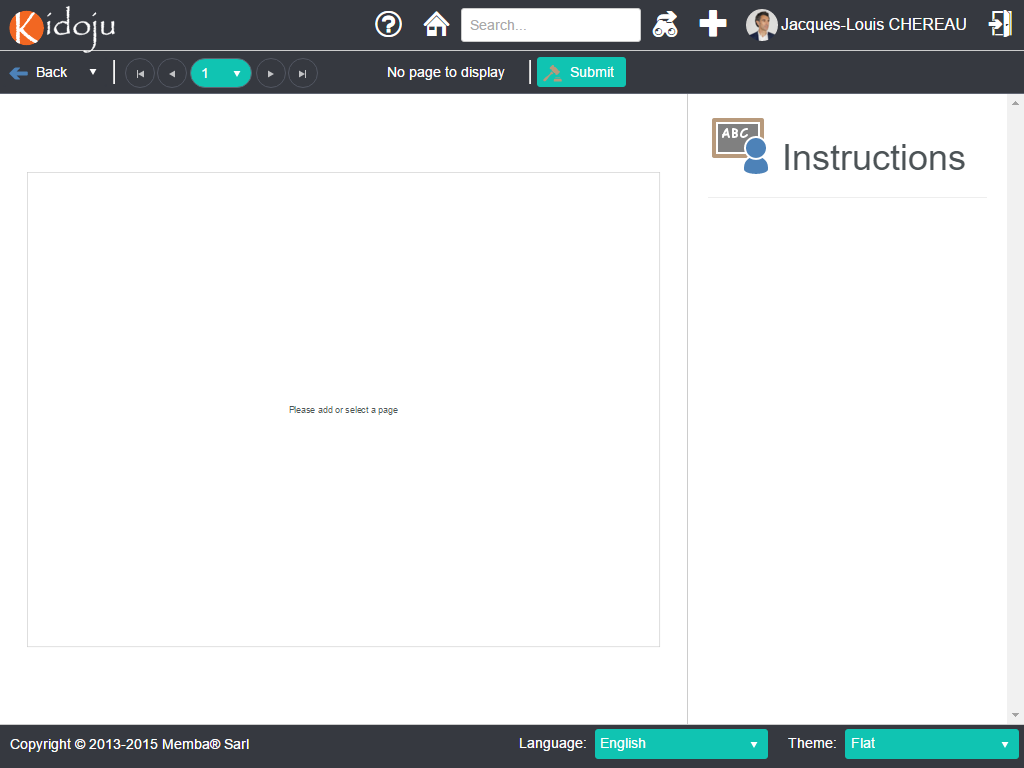 Kidoju
Search...
Jacques-Louis CHEREAU
Back
1
No page to display
Submit
ABC
Instructions
Please add or select a page
Copyright © 2013-2015 Memba® Sarl
Language:
English
Theme:
Flat